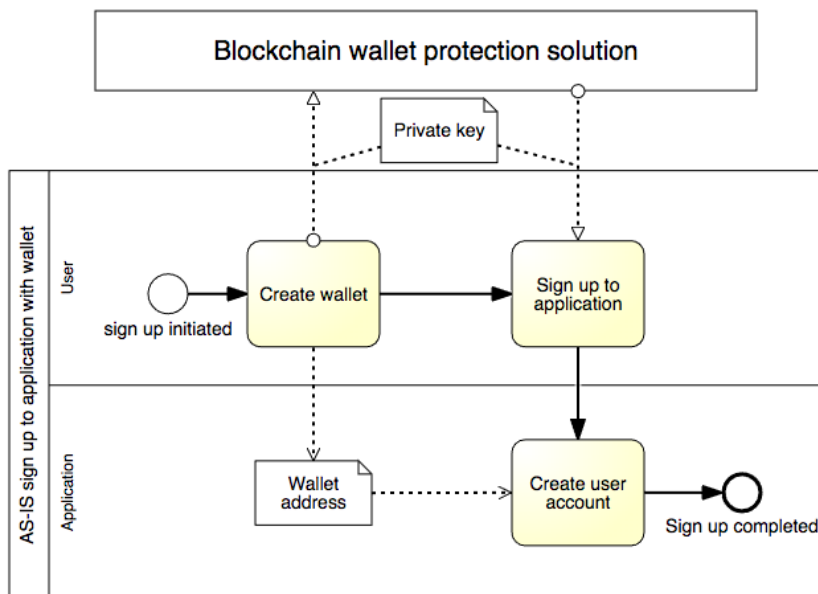 Blockchain wallet protection solution
Private key
AS-IS sign up to application with wallet
User
sign up initiated
Create wallet
Sign up to
application
Application
Wallet
address
Create user
account
Sign up completed